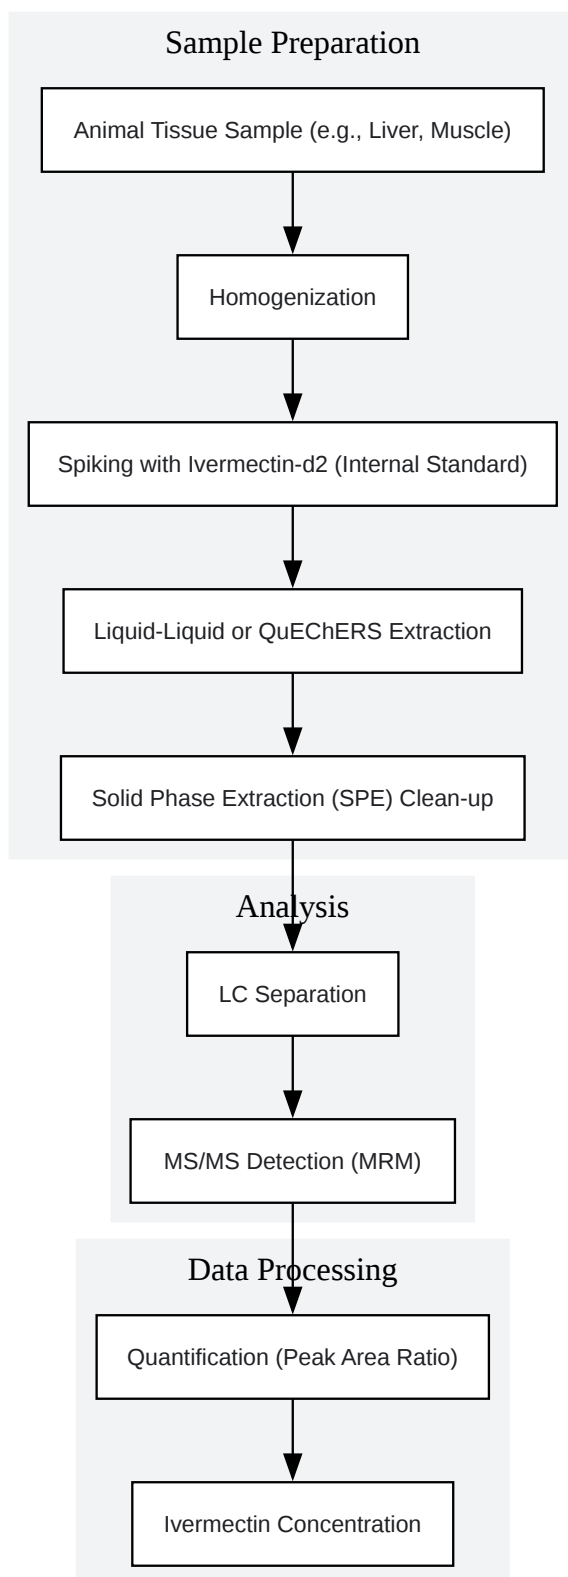 Sample Preparation
Animal Tissue Sample (e.g., Liver, Muscle)
Homogenization
Spiking with Ivermectin-d2 (Internal Standard)
Liquid-Liquid or QuEChERS Extraction
Solid Phase Extraction (SPE) Clean-up
Analysis
LC Separation
MS/MS Detection (MRM)
Data Processing
Quantification (Peak Area Ratio)
Ivermectin Concentration